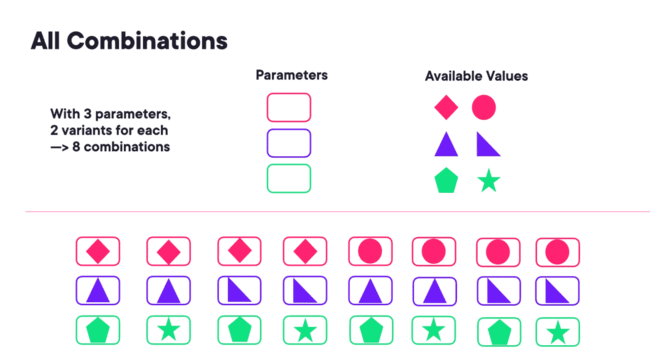 All Combinations
Parameters
Available Values
With 3 parameters,
2 variants for each
—> 8 combinations